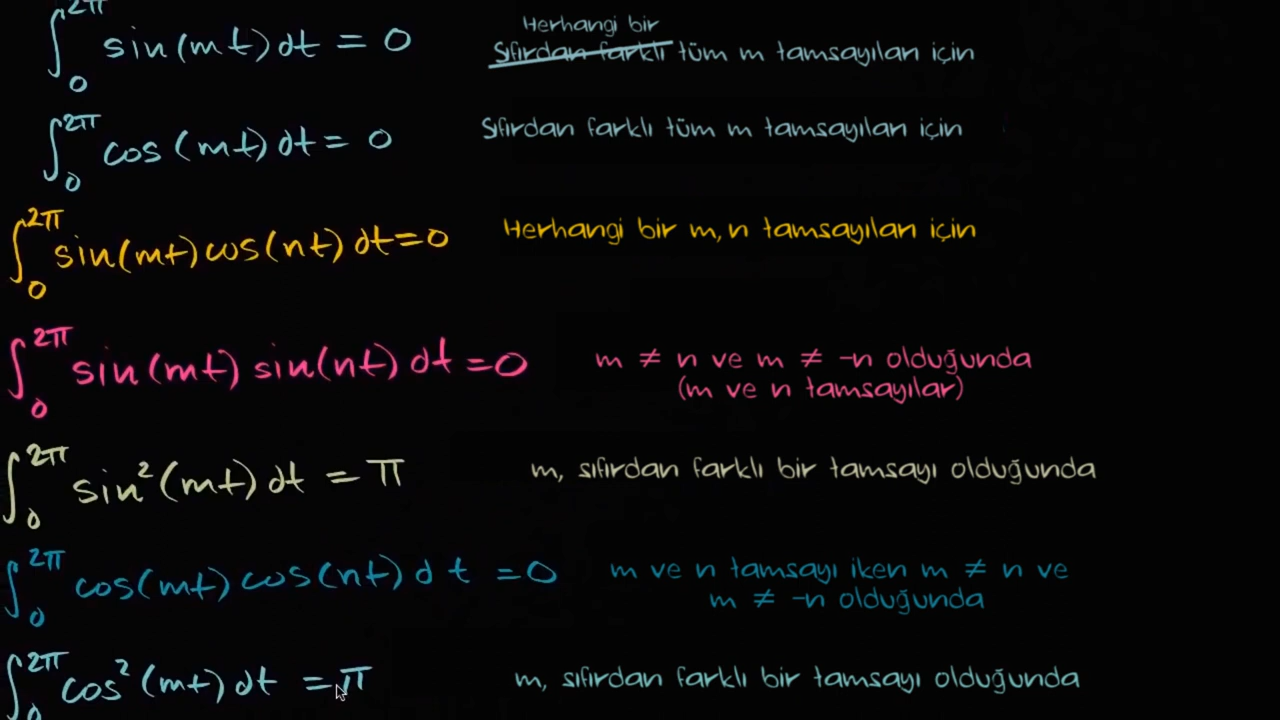 ∫₀^2π sin(mt)dt = 0 Herhangi bir
Sıfırdan farklı tüm m tamsayıları için
∫₀^2π cos(mt)dt = 0 Sıfırdan farklı tüm m tamsayıları için
∫₀^2π sin(mt)cos(nt)dt=0 Herhangi bir m, n tamsayıları için
∫₀^2π sin(mt) sin(nt) dt =0 m ≠ n ve m ≠ -n olduğunda
(m ve n tamsayılar)
∫₀^2π sin²(mt)dt = π m, sıfırdan farklı bir tamsayı olduğunda
∫₀^2π cos(mt)cos(nt)dt =0 m ve n tamsayı iken m ≠ n ve
m ≠ -n olduğunda
∫₀^2π cos²(mt)dt =π m, sıfırdan farklı bir tamsayı olduğunda